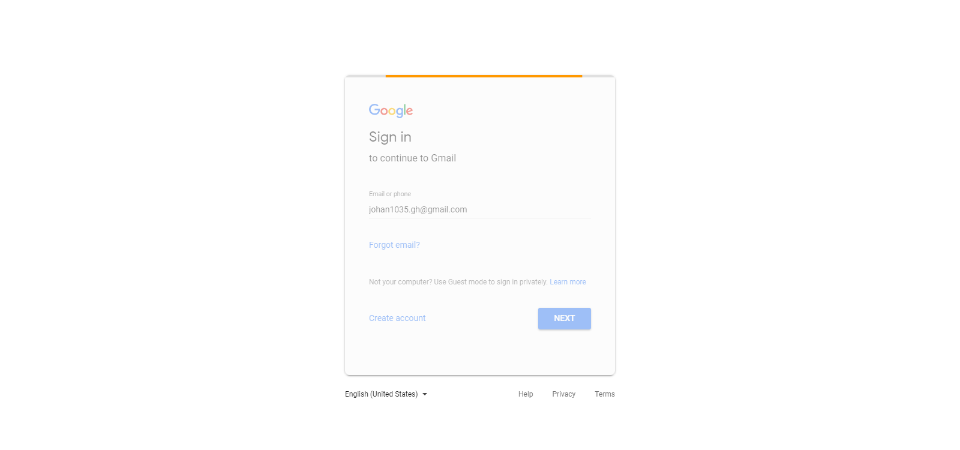 Google
Sign in
to continue to Gmail
Email or phone
johan1035.gh@gmail.com
Forgot email?
Not your computer? Use Guest mode to sign in privately. Learn more
Create account NEXT
English (United States) Help Privacy Terms